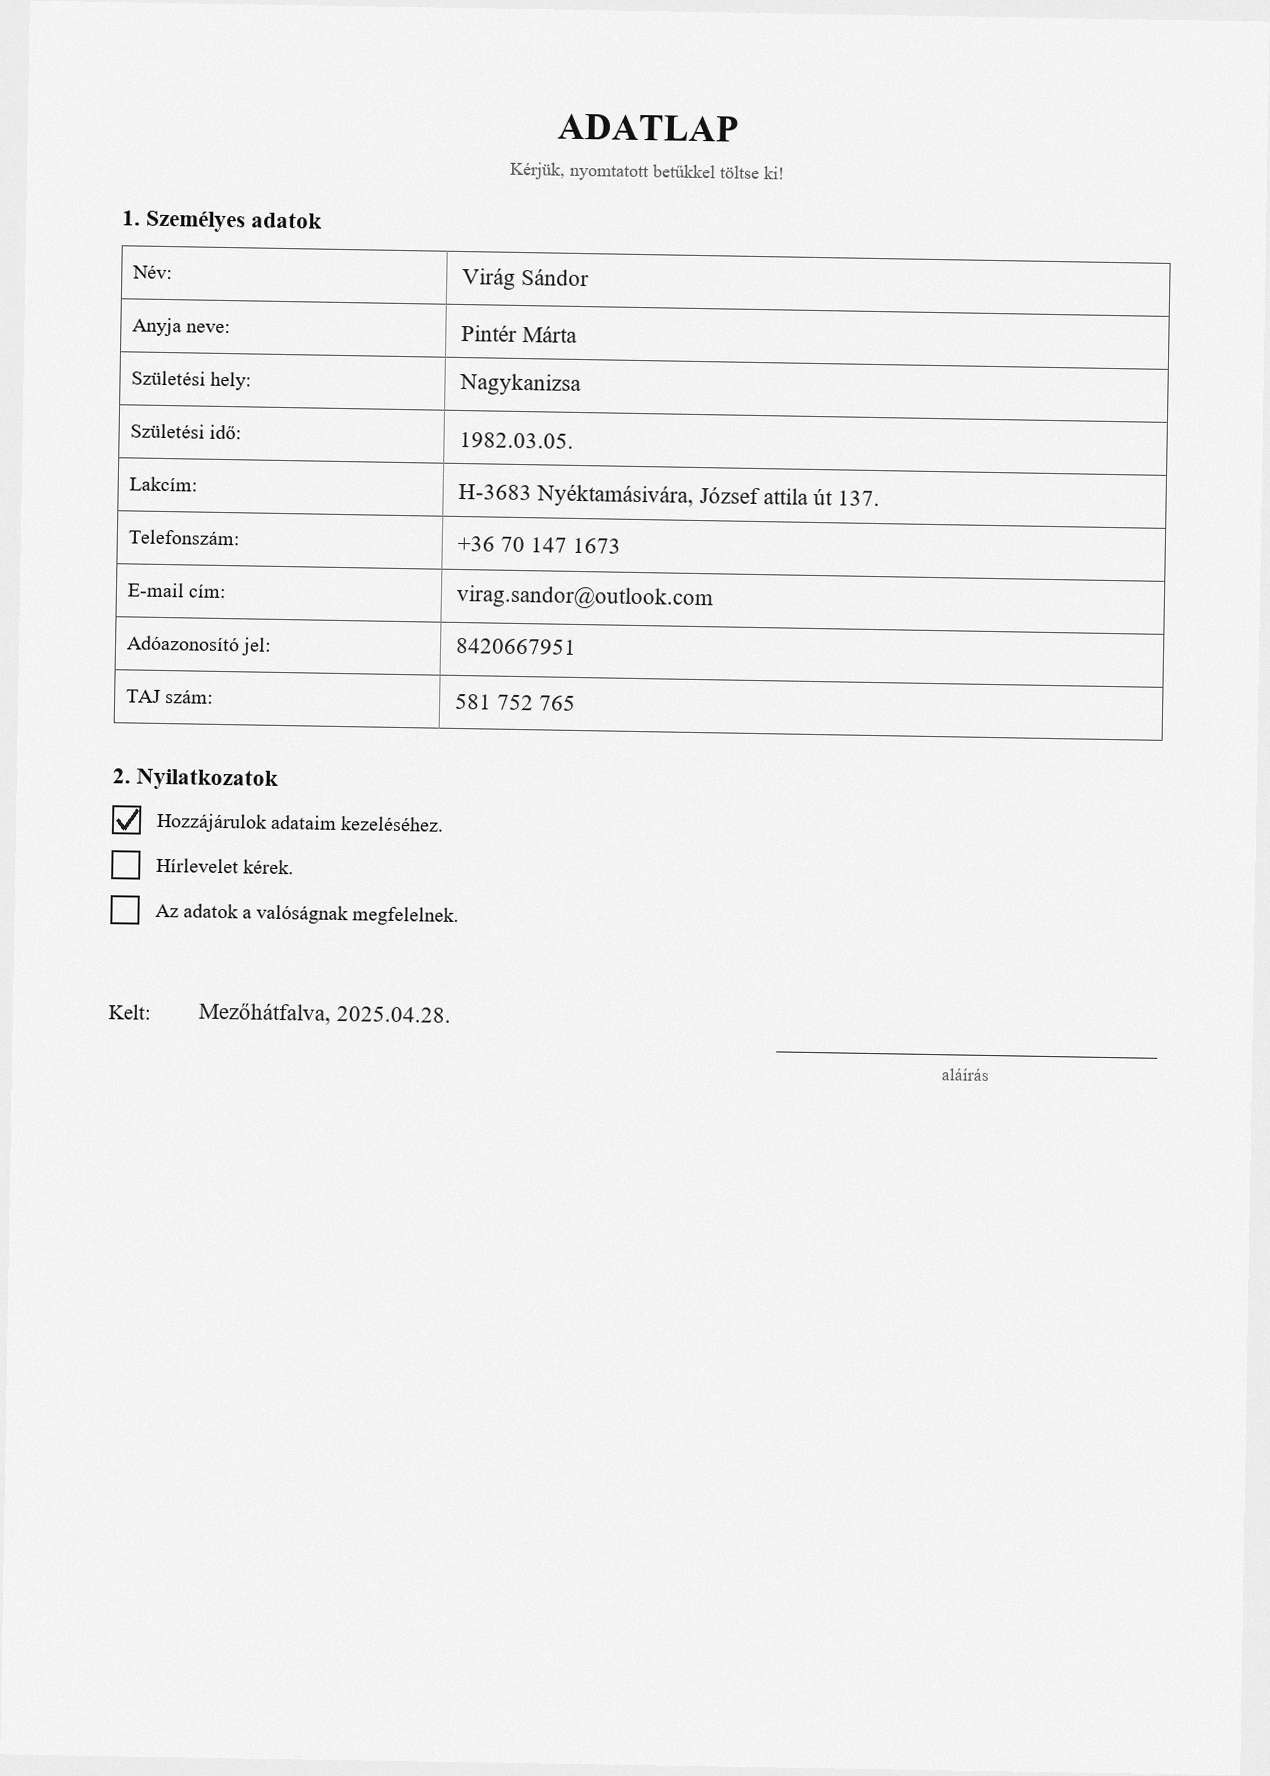 ADATLAP
Kérjük, nyomtatott betűkkel töltse ki!
1. Személyes adatok
Név: Virág Sándor
Anyja neve: Pintér Márta
Születési hely: Nagykanizsa
Születési idő: 1982.03.05.
Lakcím: H-3683 Nyéktamásivára, József attila út 137.
Telefonszám: +36 70 147 1673
E-mail cím: virag.sandor@outlook.com
Adóazonosító jel: 8420667951
TAJ szám: 581 752 765
2. Nyilatkozatok
Hozzájárulok adataim kezeléséhez.
Hírlevelet kérek.
Az adatok a valóságnak megfelelnek.
Kelt: Mezőhátfalva, 2025.04.28.
aláírás